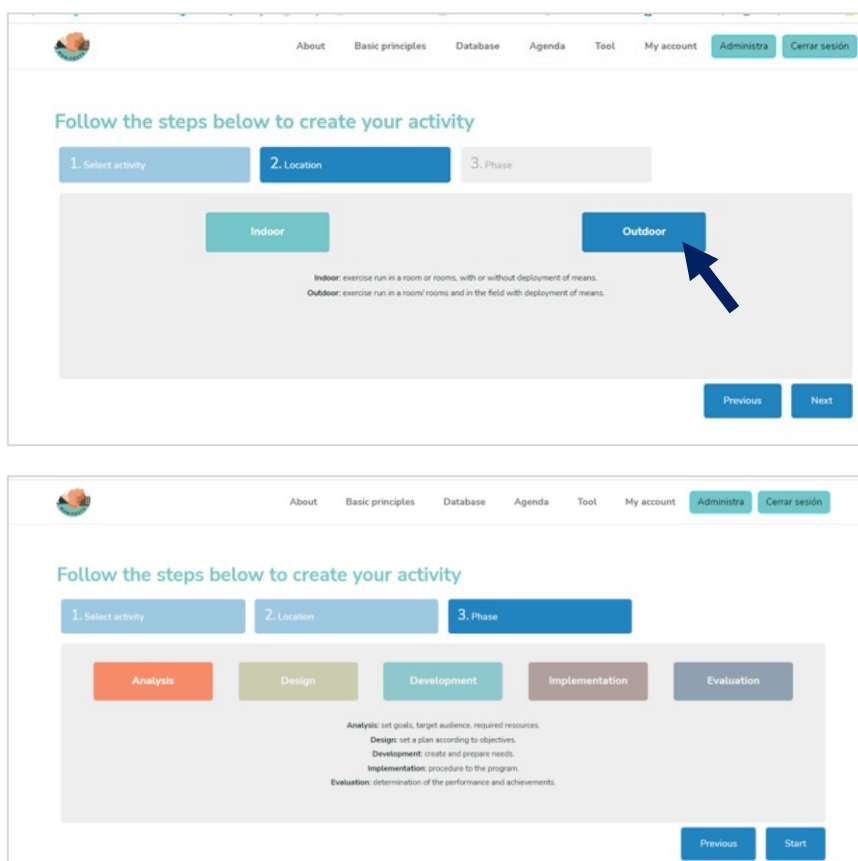 About Basic principles Database Agenda Tool My account Administra Cerrar sesión
Follow the steps below to create your activity
1. Select activity 2. Location 3. Phase
Indoor Outdoor
Indoor: exercise run in a room or rooms, with or without deployment of means.
Outdoor: exercise run in a room/ rooms and in the field with deployment of means.
Previous Next
About Basic principles Database Agenda Tool My account Administra Cerrar sesión
Follow the steps below to create your activity
1. Select activity 2. Location 3. Phase
Analysis Design Development Implementation Evaluation
Analysis: set goals, target audience, required resources.
Design: set a plan according to objectives.
Development: create and prepare needs.
Implementation: procedure to the program.
Evaluation: determination of the performance and achievements.
Previous Start